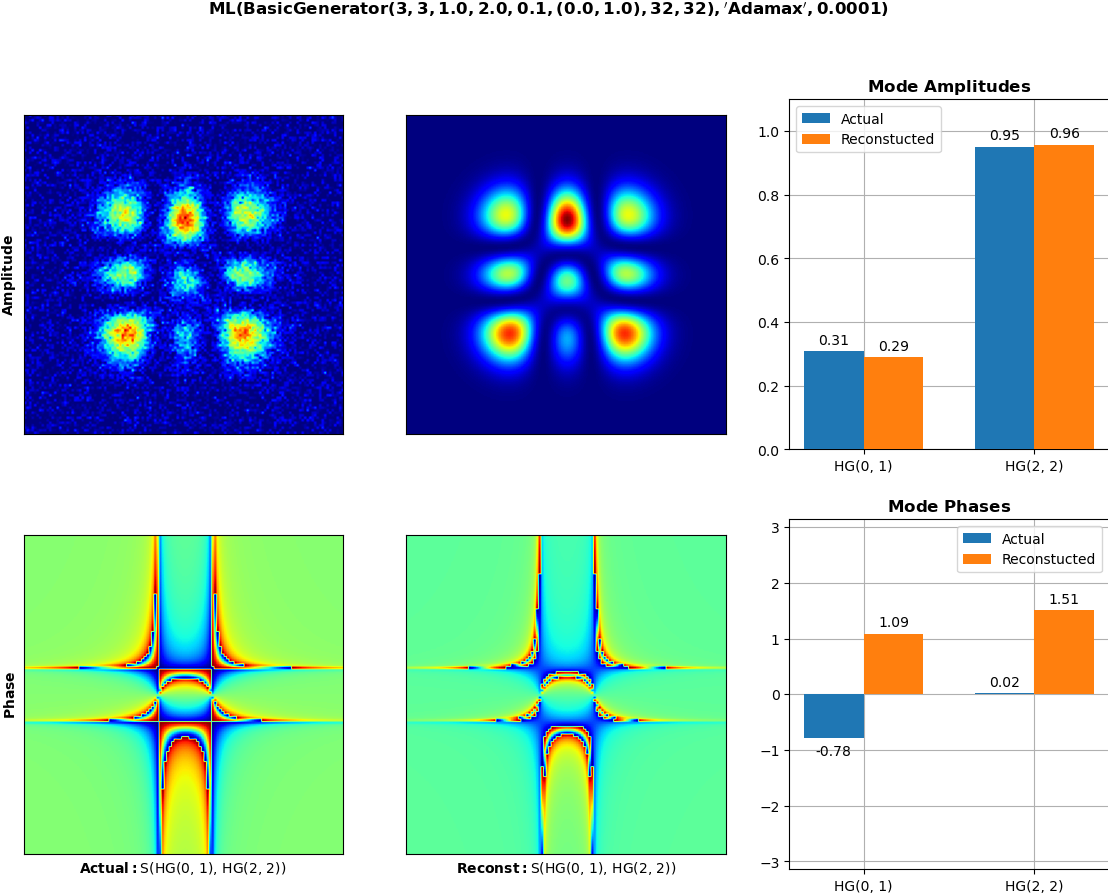 ML(BasicGenerator(3, 3, 1.0, 2.0, 0.1, (0.0, 1.0), 32, 32), ′Adamax′, 0.0001)
Amplitude
Mode Amplitudes
Actual
Reconstucted
1.0
0.8
0.6
0.4
0.2
0.0
0.31
0.29
0.95
0.96
HG(0, 1)
HG(2, 2)
Phase
Actual: S(HG(0, 1), HG(2, 2))
Reconst: S(HG(0, 1), HG(2, 2))
Mode Phases
Actual
Reconstucted
3
2
1
0
−1
−2
−3
-0.78
1.09
0.02
1.51
HG(0, 1)
HG(2, 2)